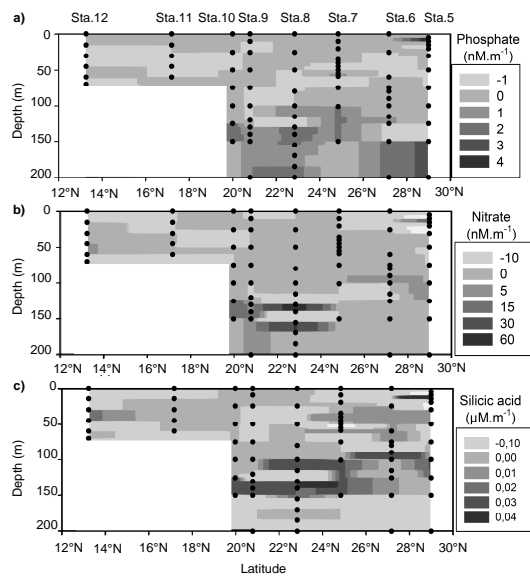 Sta.12 Sta.11 Sta.10 Sta.9 Sta.8 Sta.7 Sta.6 Sta.5
a)
Depth (m)
0
50
100
150
200
12°N 14°N 16°N 18°N 20°N 22°N 24°N 26°N 28°N 30°N
Phosphate
(nM.m⁻¹)
-1
0
1
2
3
4
b)
Depth (m)
0
50
100
150
200
12°N 14°N 16°N 18°N 20°N 22°N 24°N 26°N 28°N 30°N
Nitrate
(nM.m⁻¹)
-10
0
5
15
30
60
c)
Depth (m)
0
50
100
150
200
12°N 14°N 16°N 18°N 20°N 22°N 24°N 26°N 28°N 30°N
Latitude
Silicic acid
(µM.m⁻¹)
-0,10
0,00
0,01
0,02
0,03
0,04